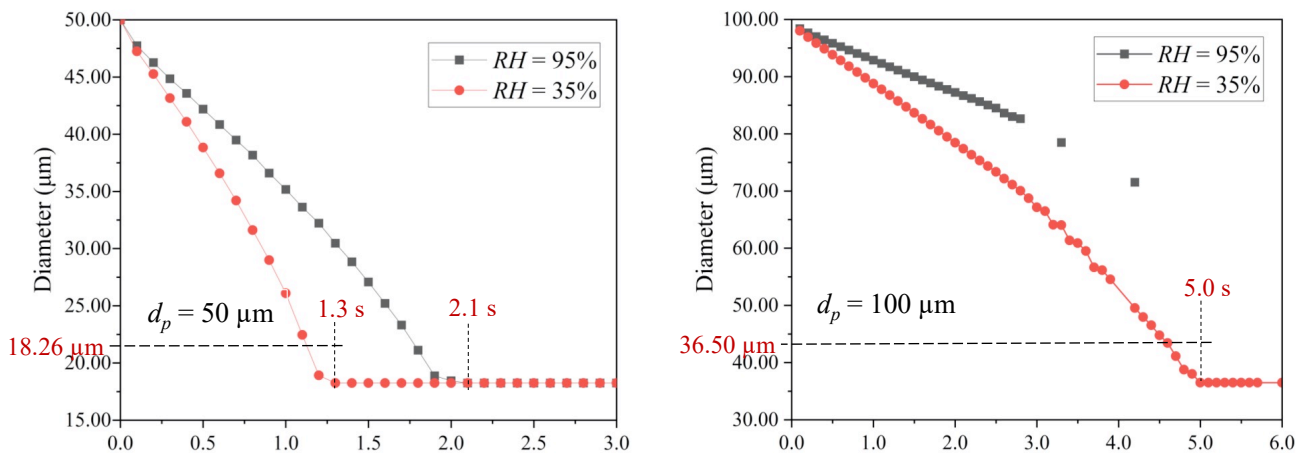 50.00
45.00
40.00
35.00
30.00
25.00
20.00
15.00
Diameter (μm)
RH = 95%
RH = 35%
d_p = 50 μm
1.3 s
2.1 s
18.26 μm
0.0 0.5 1.0 1.5 2.0 2.5 3.0
100.00
90.00
80.00
70.00
60.00
50.00
40.00
30.00
Diameter (μm)
RH = 95%
RH = 35%
d_p = 100 μm
5.0 s
36.50 μm
0.0 1.0 2.0 3.0 4.0 5.0 6.0